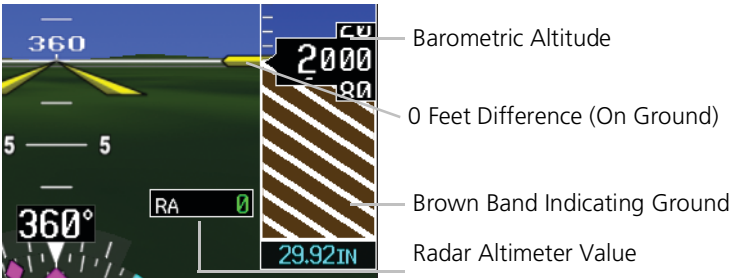 360
2000
80
Barometric Altitude
0 Feet Difference (On Ground)
5 5
RA 0
Brown Band Indicating Ground
360°
29.92IN
Radar Altimeter Value